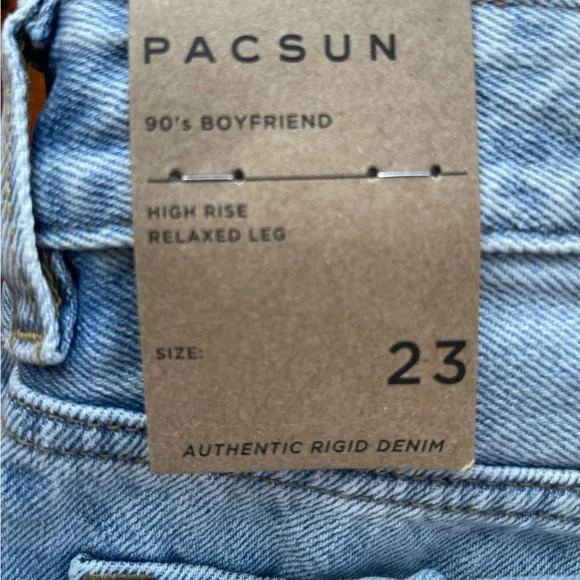 PACSUN
90's BOYFRIEND
HIGH RISE
RELAXED LEG
SIZE: 23
AUTHENTIC RIGID DENIM